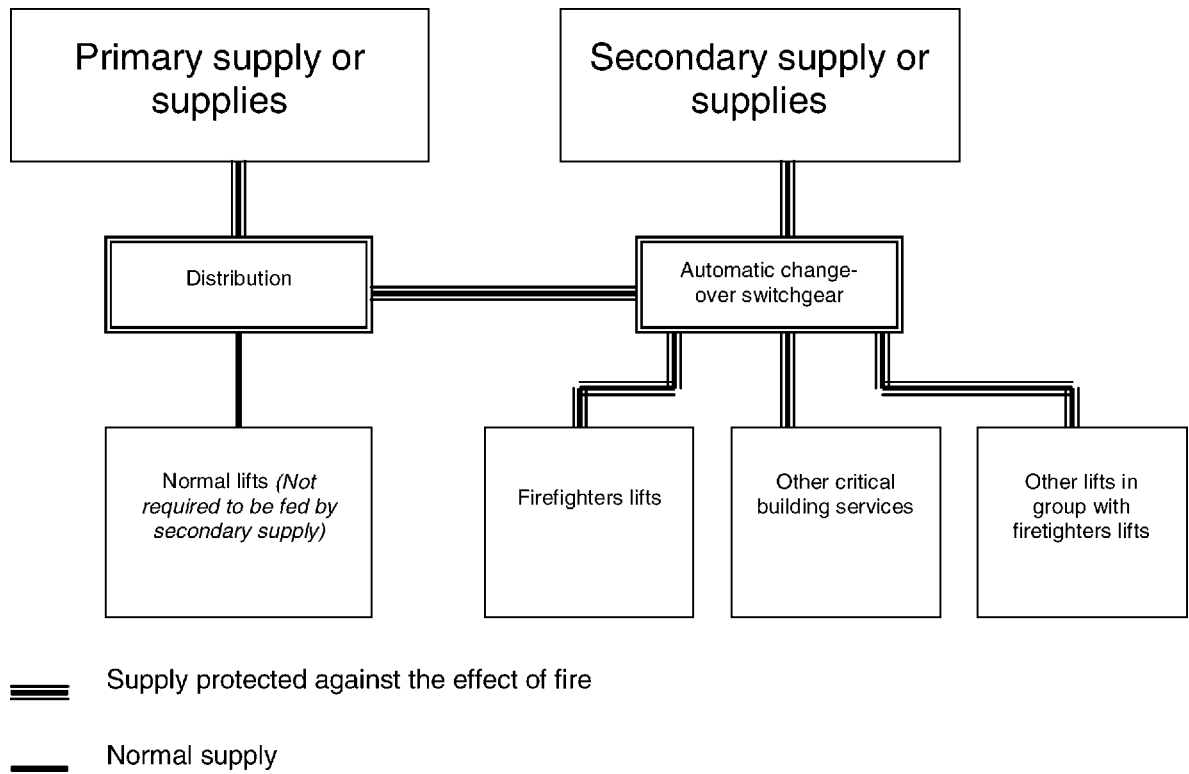 Primary supply or
supplies
Secondary supply or
supplies
Distribution
Automatic change-
over switchgear
Normal lifts (Not
required to be fed by
secondary supply)
Firefighters lifts
Other critical
building services
Other lifts in
group with
firetighters lifts
Supply protected against the effect of fire
Normal supply